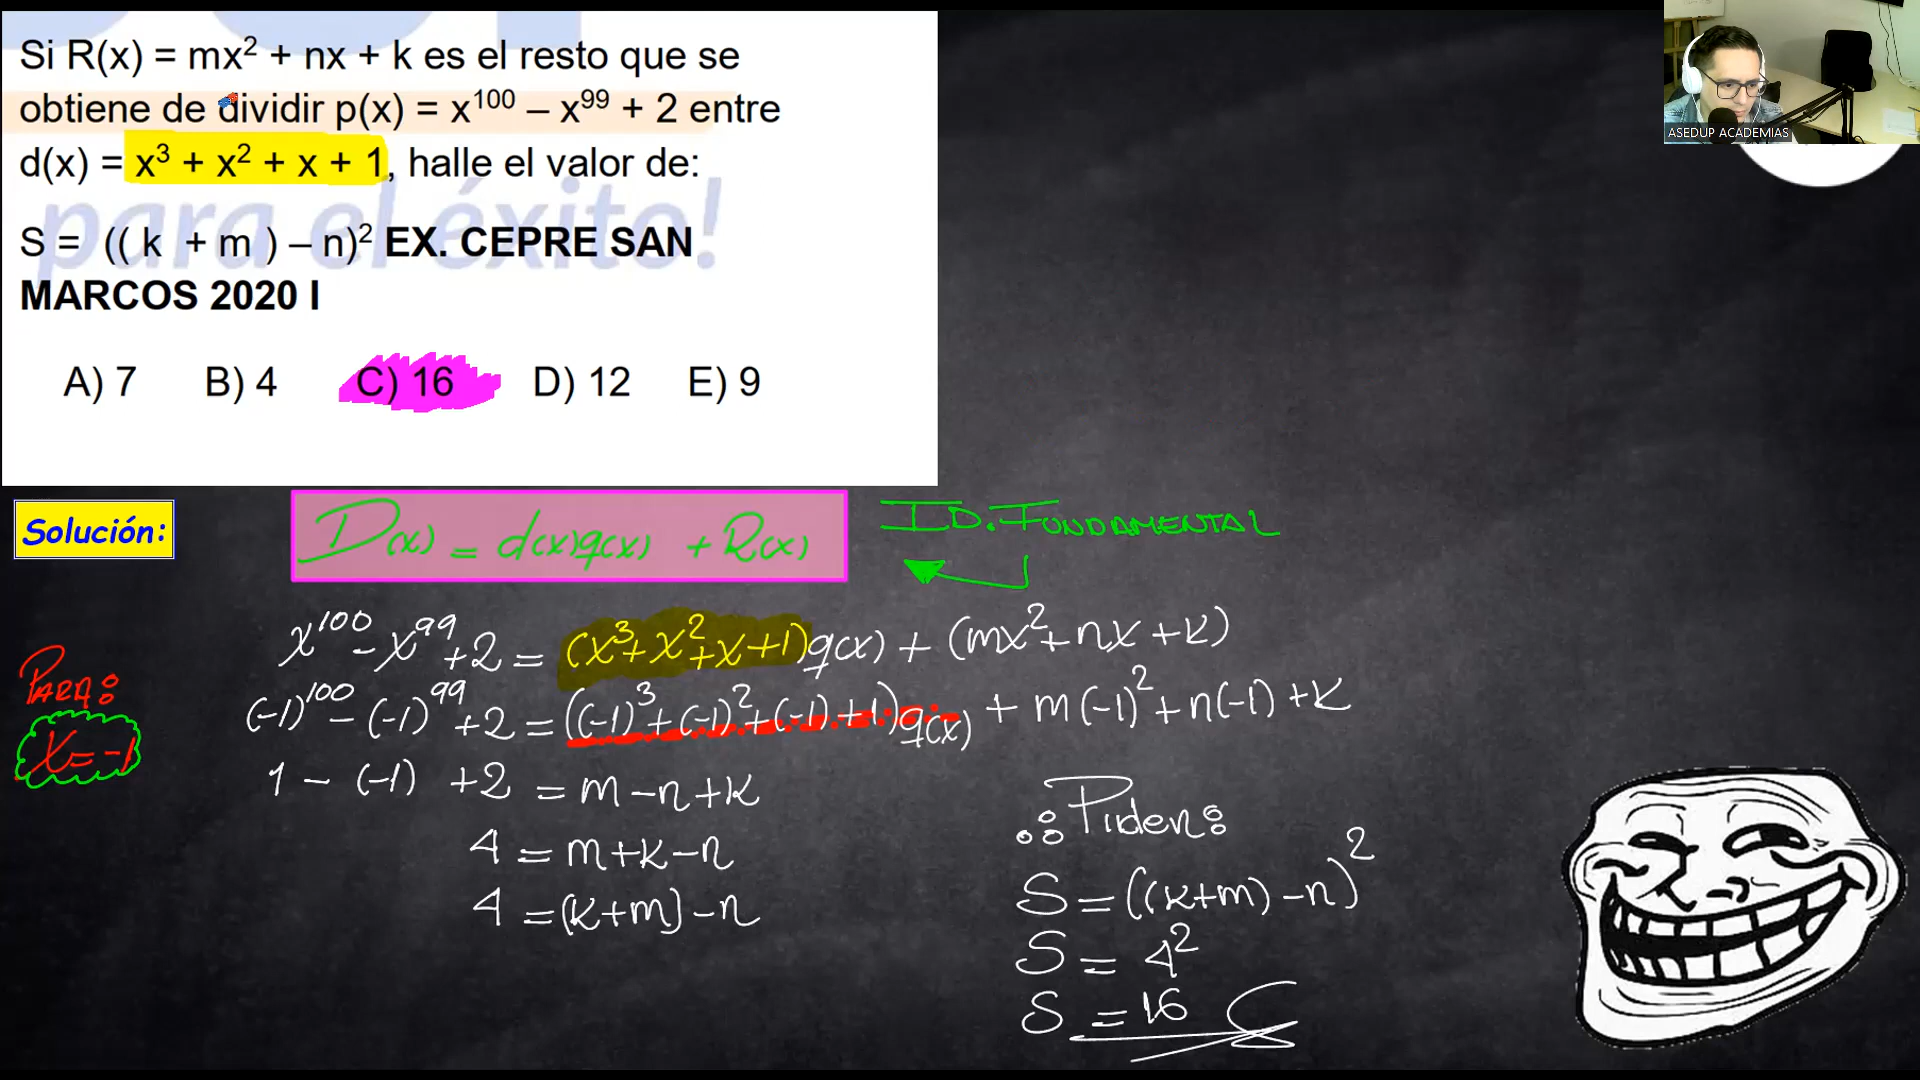 Si R(x) = mx² + nx + k es el resto que se
obtiene de dividir p(x) = x¹⁰⁰ – x⁹⁹ + 2 entre
d(x) = x³ + x² + x + 1, halle el valor de:
para el éxito!
S = (( k + m ) – n)² EX. CEPRE SAN
MARCOS 2020 I
A) 7 B) 4 C) 16 D) 12 E) 9
ASEDUP ACADEMIAS
Solución:
D(x) = d(x)q(x) + R(x)
ID. FUNDAMENTAL
x¹⁰⁰ - x⁹⁹ + 2 = (x³+x²+x+1)q(x) + (mx²+nx+k)
PARA:
x=-1
(-1)¹⁰⁰ - (-1)⁹⁹ + 2 = ((-1)³+(-1)²+(-1)+1)q(x) + m(-1)²+n(-1)+k
1 - (-1) + 2 = m-n+k
4 = m+k-n
4 = (k+m)-n
∴ Piden:
S = ((k+m)-n)²
S = 4²
S = 16 C